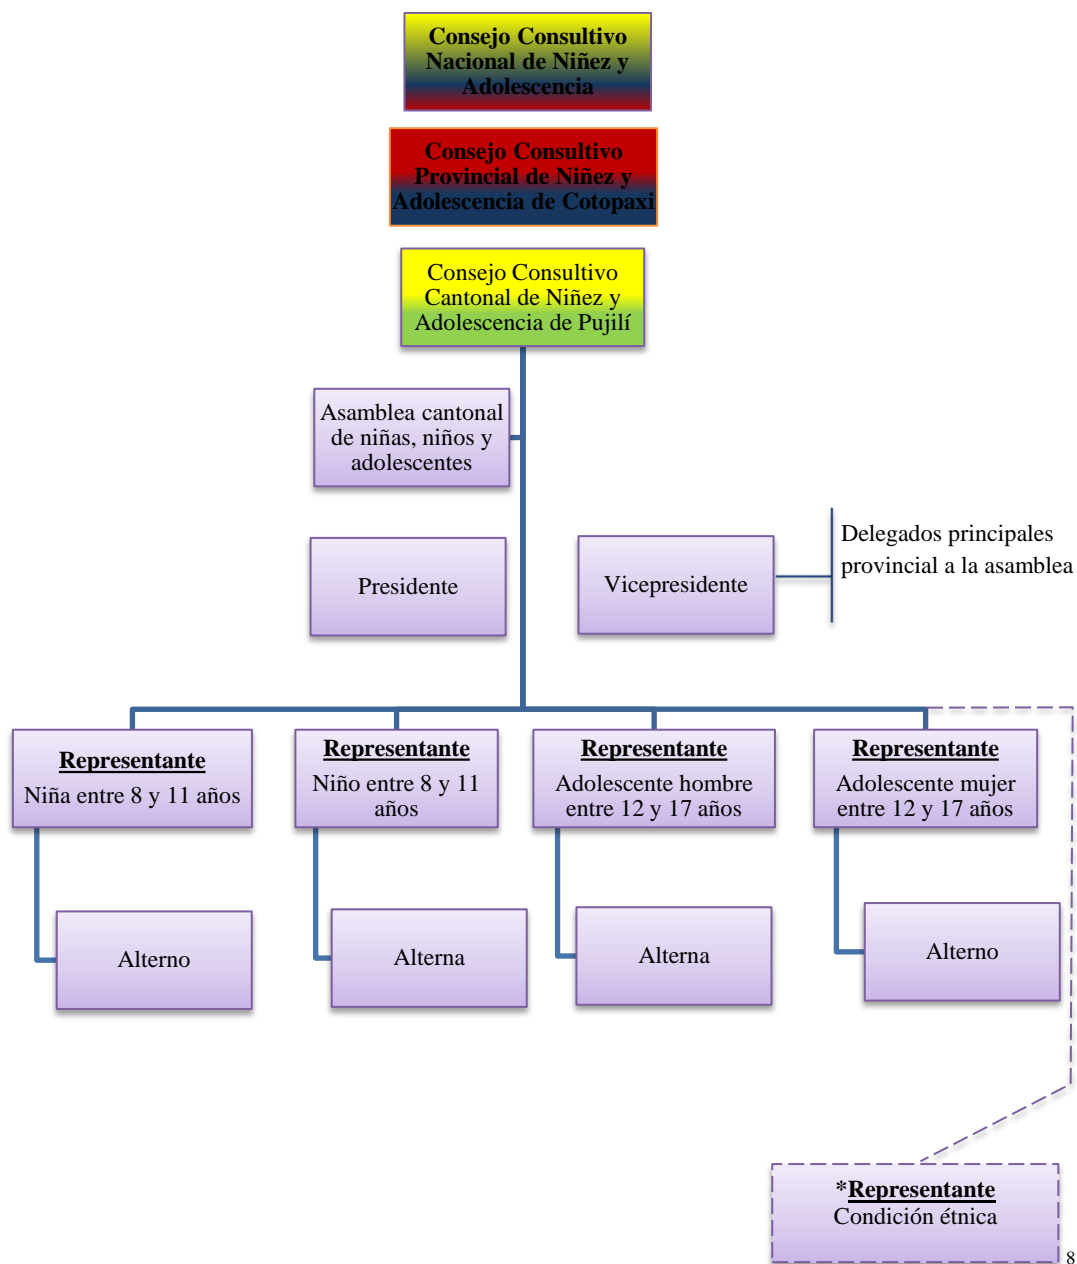 Consejo Consultivo
Nacional de Niñez y
Adolescencia
Consejo Consultivo
Provincial de Niñez y
Adolescencia de Cotopaxi
Consejo Consultivo
Cantonal de Niñez y
Adolescencia de Pujilí
Asamblea cantonal
de niñas, niños y
adolescentes
Presidente
Vicepresidente
Delegados principales
provincial a la asamblea
Representante
Niña entre 8 y 11 años
Representante
Niño entre 8 y 11
años
Representante
Adolescente hombre
entre 12 y 17 años
Representante
Adolescente mujer
entre 12 y 17 años
Alterno
Alterna
Alterna
Alterno
*Representante
Condición étnica
8